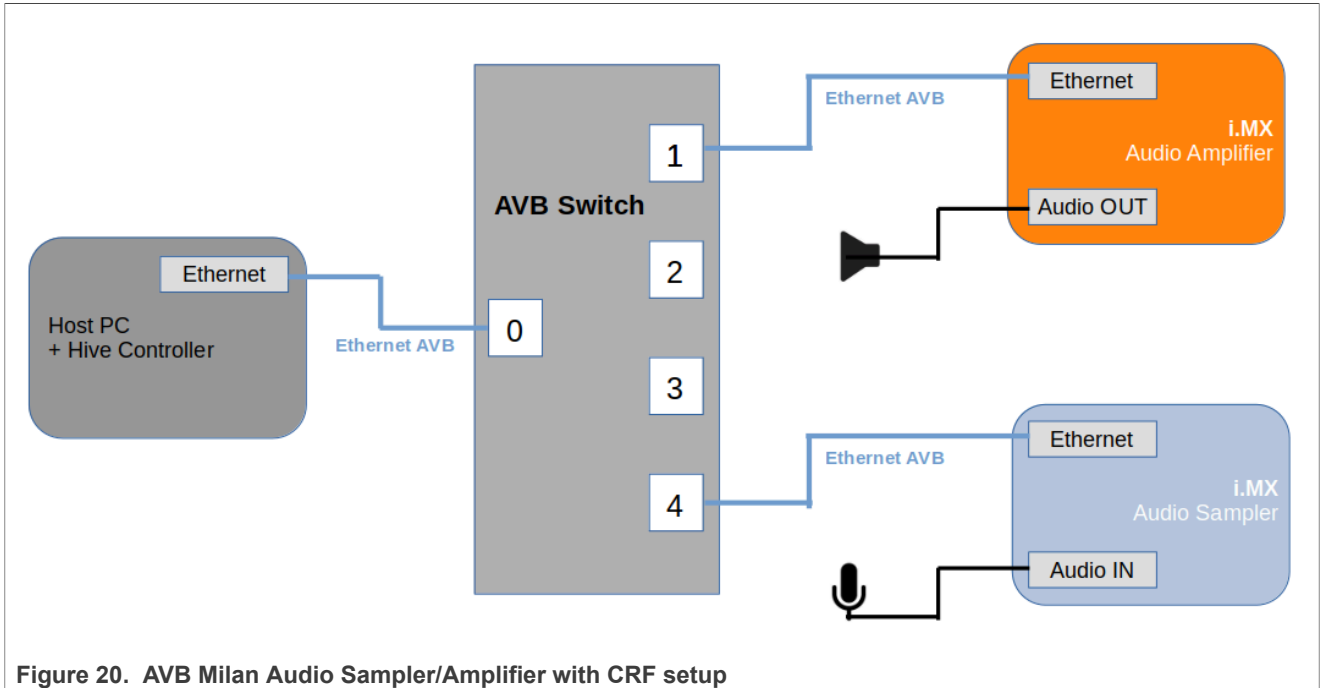 Ethernet
Host PC
+ Hive Controller
Ethernet AVB
AVB Switch
0
1
2
3
4
Ethernet AVB
Ethernet
i.MX
Audio Amplifier
Audio OUT
Ethernet AVB
Ethernet
i.MX
Audio Sampler
Audio IN
Figure 20. AVB Milan Audio Sampler/Amplifier with CRF setup